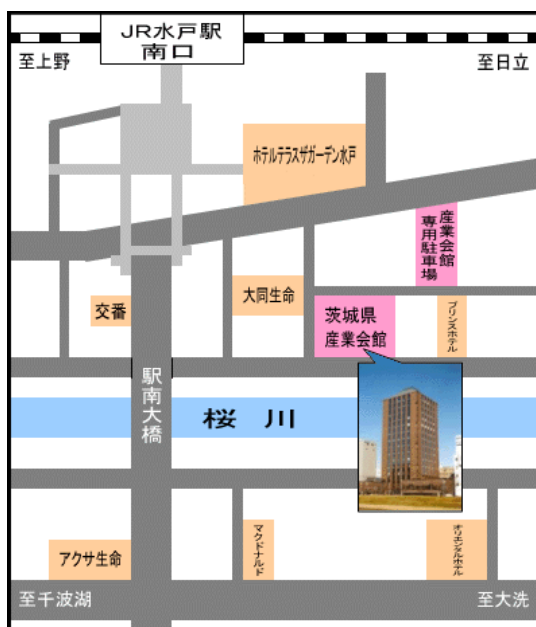 JR水戸駅
南口
至上野
至日立
ホテルテラスザガーデン水戸
産業会館
専用駐車場
大同生命
交番
茨城県
産業会館
プリンスホテル
駅南大橋
桜川
アクサ生命
マクドナルド
オリエンタルホテル
至千波湖
至大洗